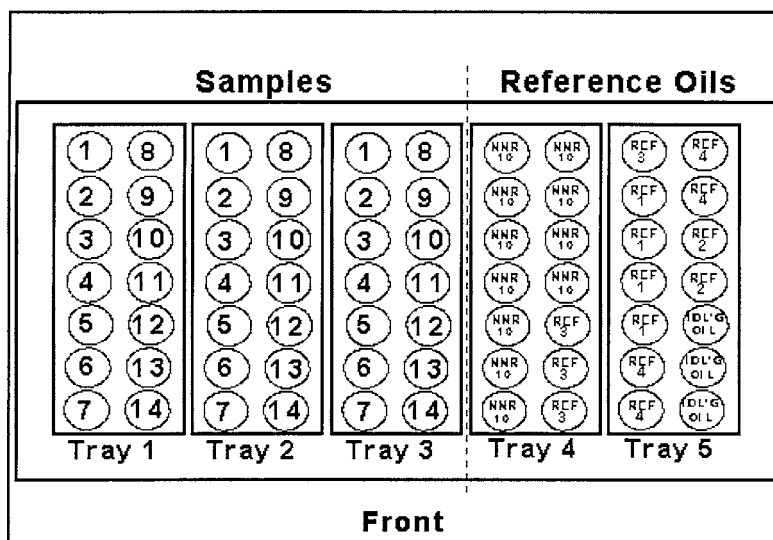 Samples Reference Oils
1 8 1 8 1 8 NNR 10 NNR 10 REF 3 REF 4
2 9 2 9 2 9 NNR 10 NNR 10 REF 1 REF 4
3 10 3 10 3 10 NNR 10 NNR 10 REF 1 REF 2
4 11 4 11 4 11 NNR 10 NNR 10 REF 1 REF 2
5 12 5 12 5 12 NNR 10 REF 3 REF 1 IDL'G OIL
6 13 6 13 6 13 NNR 10 REF 3 REF 4 IDL'G OIL
7 14 7 14 7 14 NNR 10 REF 3 REF 4 IDL'G OIL
Tray 1 Tray 2 Tray 3 Tray 4 Tray 5
Front